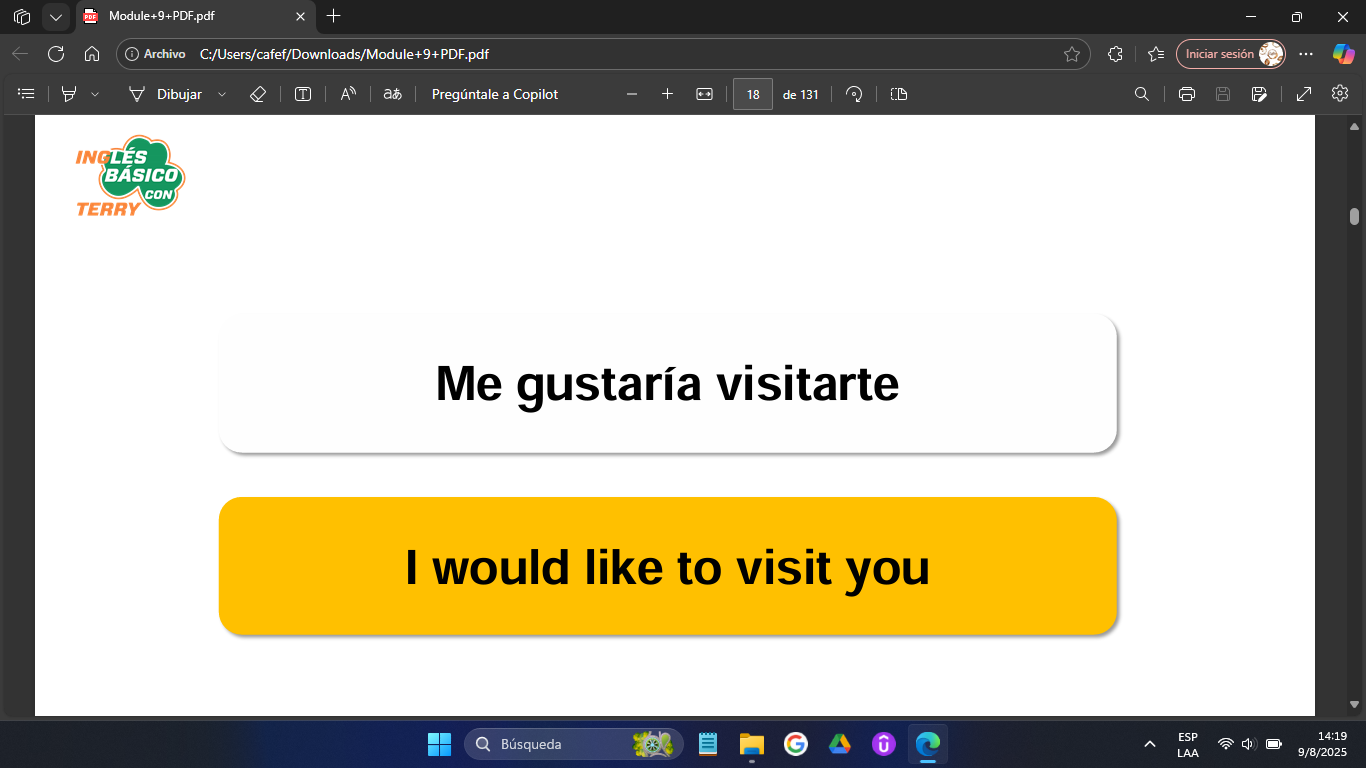 Module+9+PDF.pdf
Archivo C:/Users/cafef/Downloads/Module+9+PDF.pdf Iniciar sesión
Dibujar Pregúntale a Copilot 18 de 131
INGLÉS
BÁSICO
CON
TERRY
Me gustaría visitarte
I would like to visit you
Búsqueda
ESP
LAA
14:19
9/8/2025